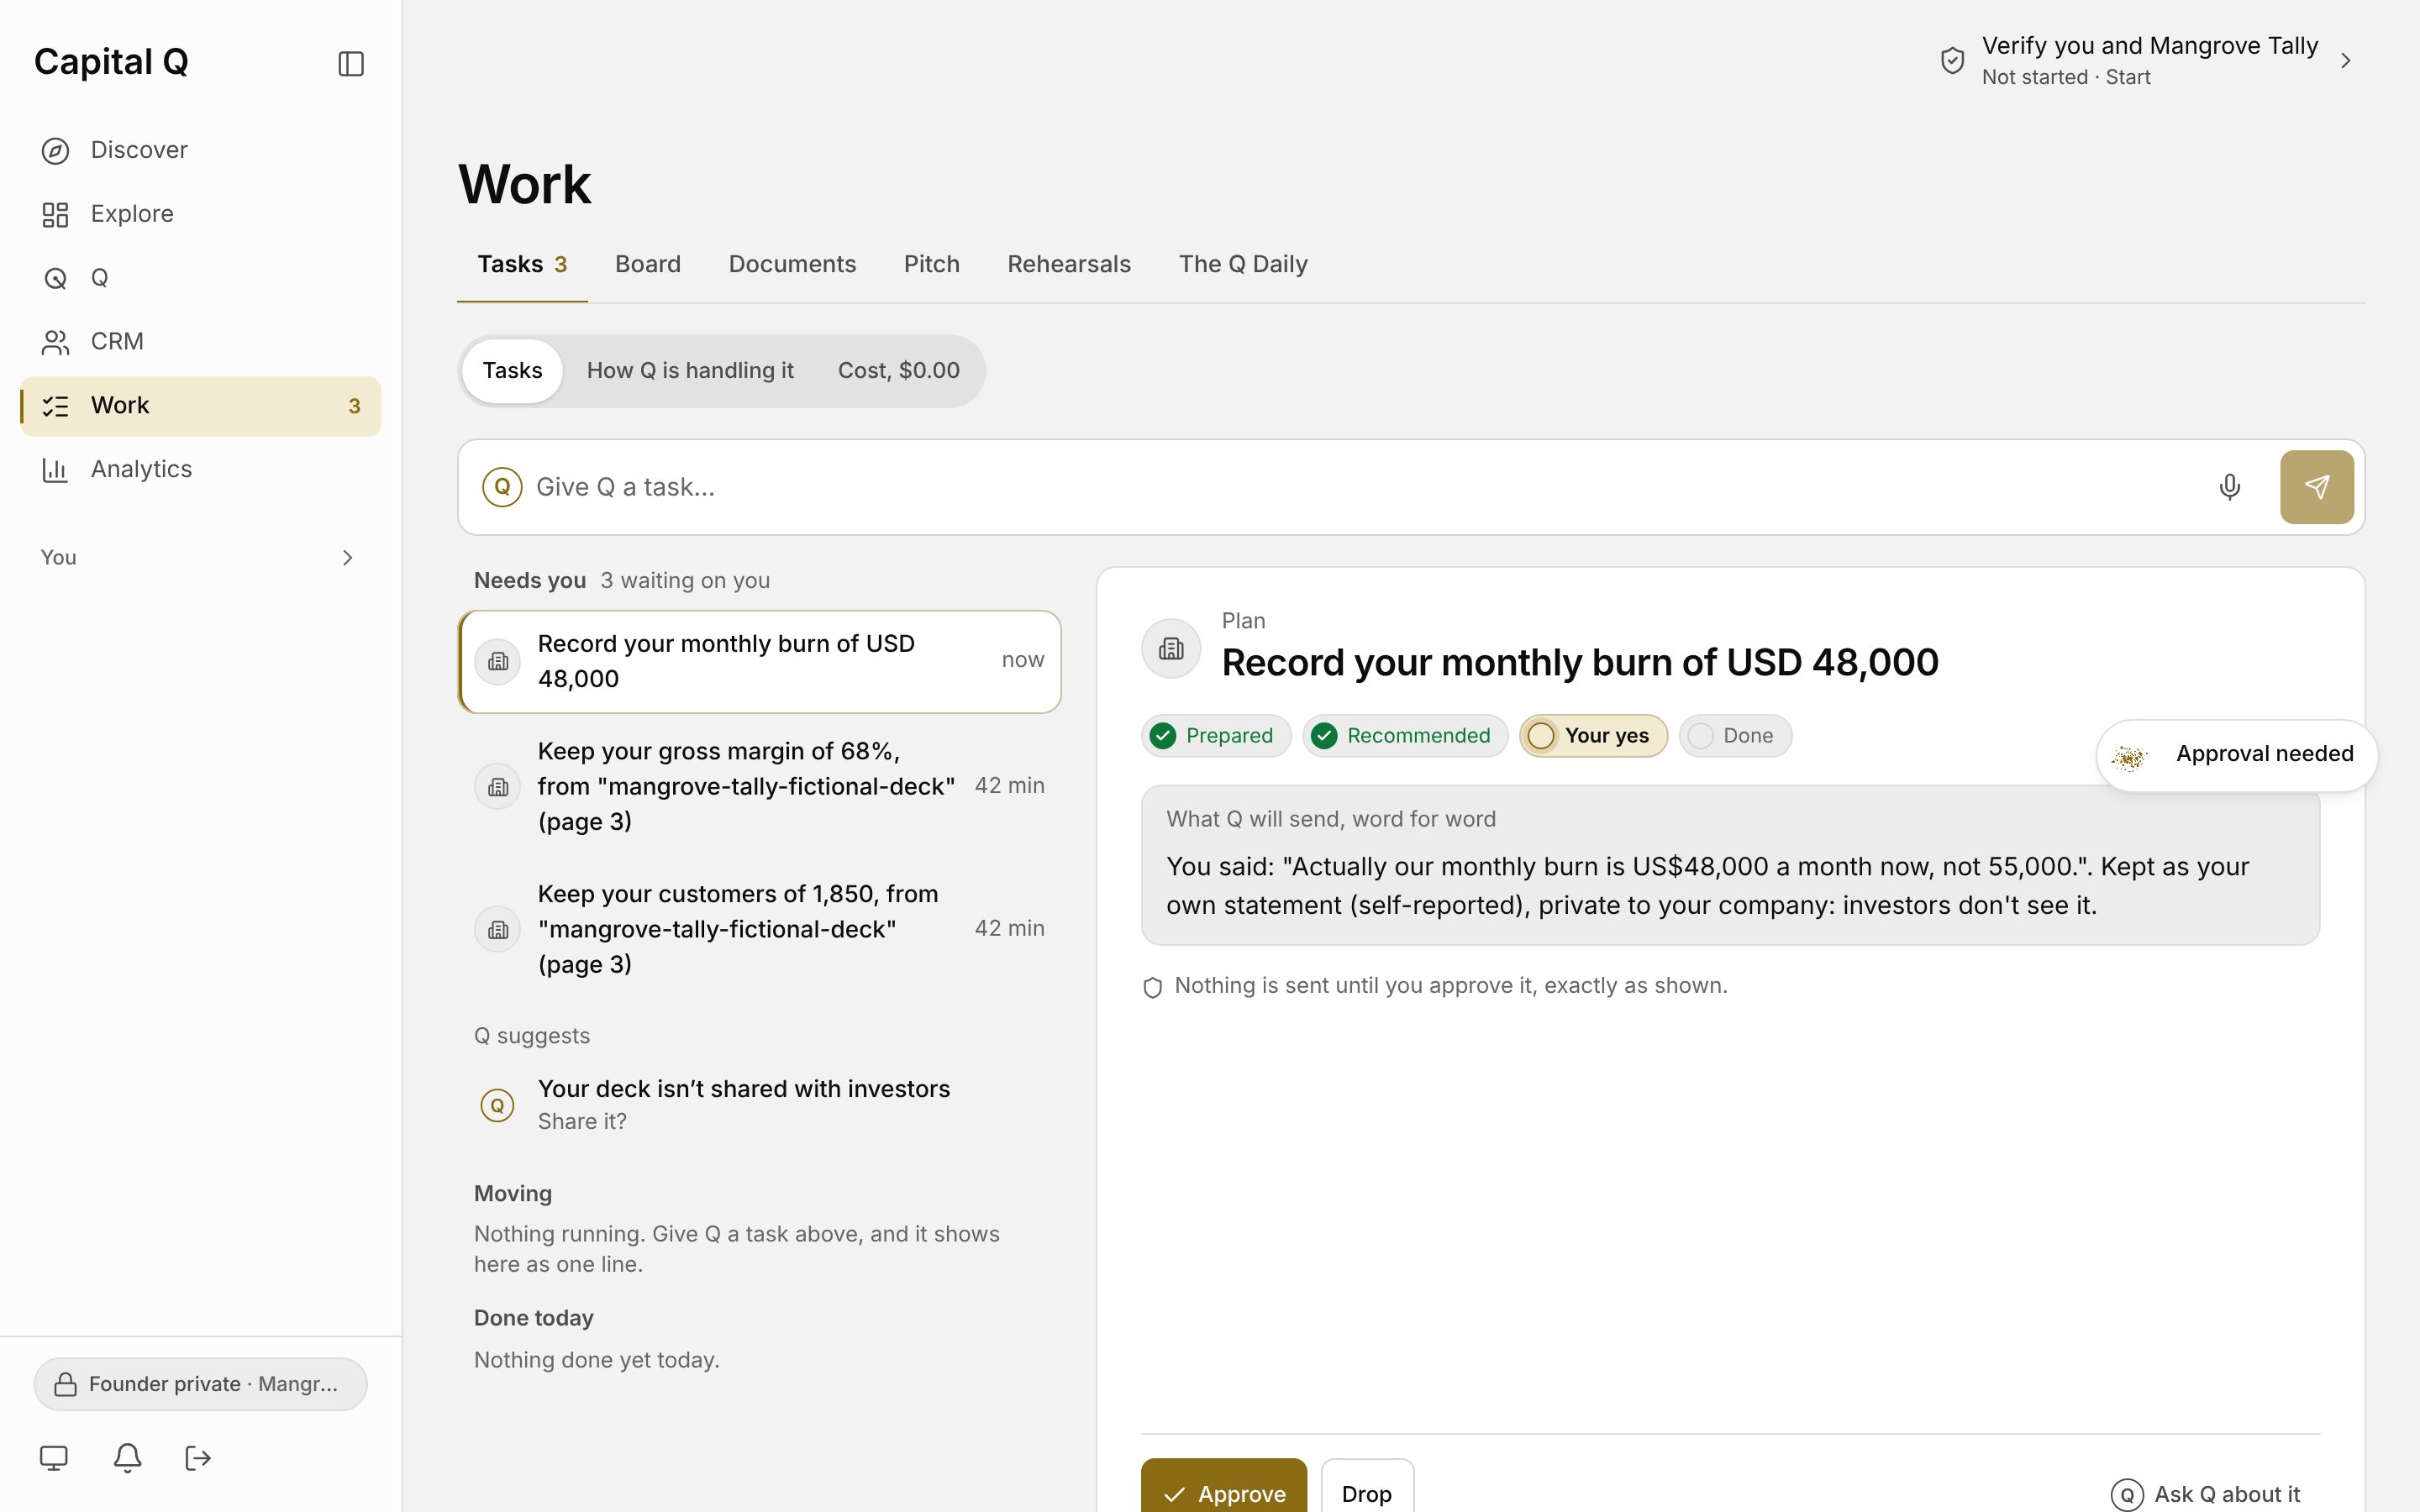 Capital Q
Discover
Explore
Q
CRM
Work 3
Analytics
You
Founder private · Mangr...
Verify you and Mangrove Tally
Not started · Start
Work
Tasks 3
Board
Documents
Pitch
Rehearsals
The Q Daily
Tasks
How Q is handling it
Cost, $0.00
Q Give Q a task...
Needs you 3 waiting on you
Record your monthly burn of USD
48,000
now
Keep your gross margin of 68%,
from "mangrove-tally-fictional-deck"
(page 3)
42 min
Keep your customers of 1,850, from
"mangrove-tally-fictional-deck"
(page 3)
42 min
Q suggests
Q
Your deck isn’t shared with investors
Share it?
Moving
Nothing running. Give Q a task above, and it shows
here as one line.
Done today
Nothing done yet today.
Plan
Record your monthly burn of USD 48,000
Prepared
Recommended
Your yes
Done
Approval needed
What Q will send, word for word
You said: "Actually our monthly burn is US$48,000 a month now, not 55,000.". Kept as your
own statement (self-reported), private to your company: investors don't see it.
Nothing is sent until you approve it, exactly as shown.
Approve
Drop
Q Ask Q about it